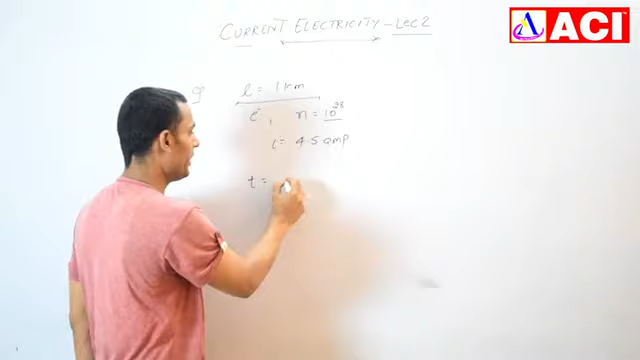 CURRENT ELECTRICITY - Lec 2
ACI
Q l = 1 km
e⁻, n = 10²⁸
i = 4.5 amp
t =